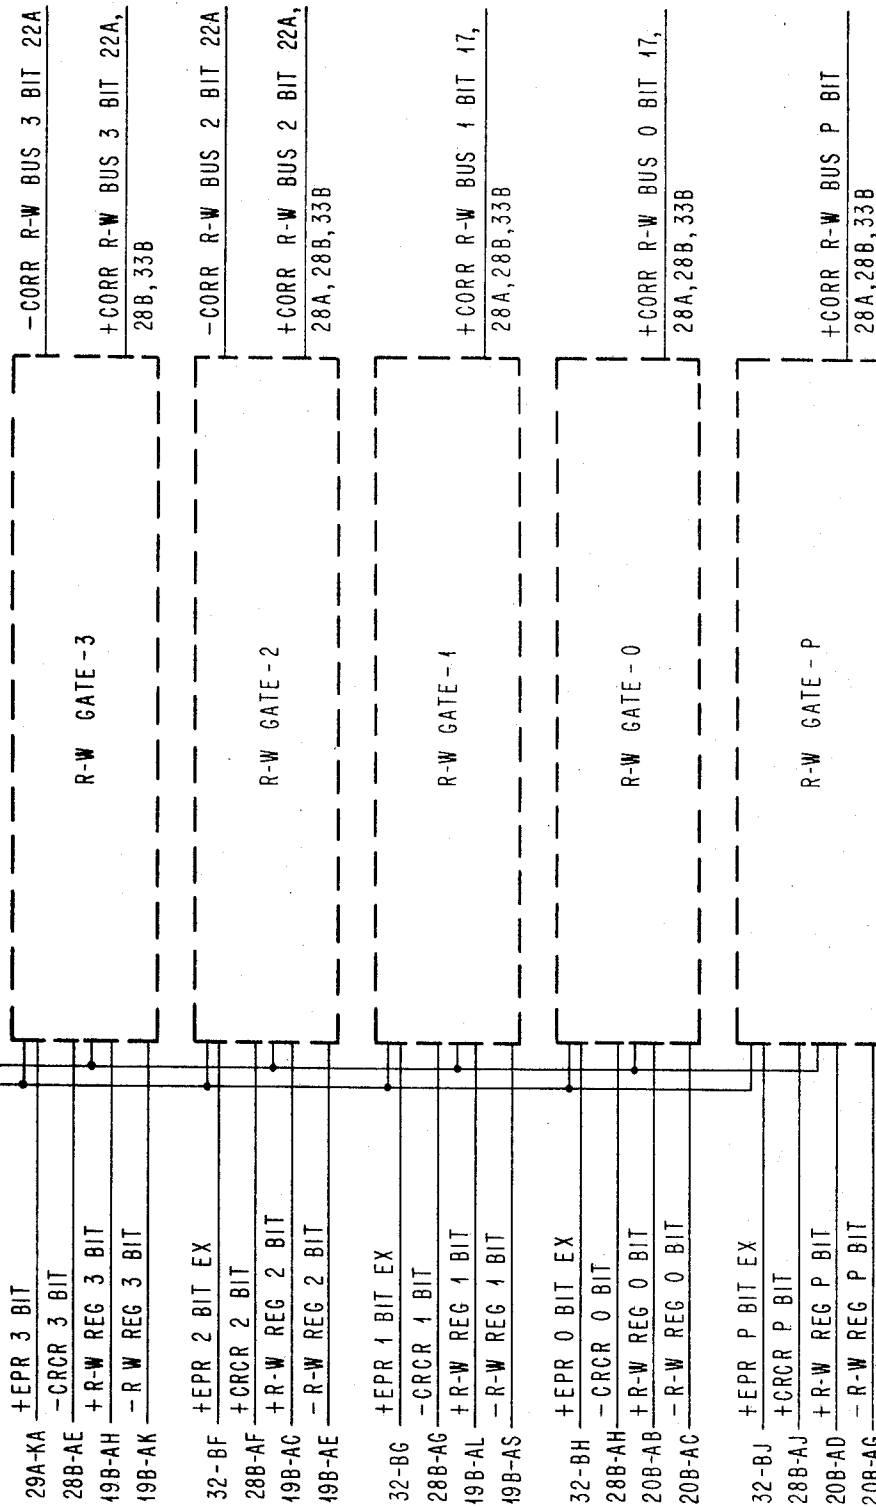 -CORR R-W BUS 3 BIT 22A
+CORR R-W BUS 3 BIT 22A,
28B,33B
-CORR R-W BUS 2 BIT 22A
+CORR R-W BUS 2 BIT 22A,
28A,28B,33B
+CORR R-W BUS 1 BIT 17,
28A,28B,33B
+CORR R-W BUS 0 BIT 17,
28A,28B,33B
+CORR R-W BUS P BIT
28A,28B,33B
R-W GATE-3
R-W GATE-2
R-W GATE-1
R-W GATE-0
R-W GATE-P
29A-KA +EPR 3 BIT
28B-AE -CRCR 3 BIT
19B-AH +R-W REG 3 BIT
19B-AK -R W REG 3 BIT
32-BF +EPR 2 BIT EX
28B-AF +CRCR 2 BIT
19B-AC +R-W REG 2 BIT
19B-AE -R-W REG 2 BIT
32-BG +EPR 1 BIT EX
28B-AG -CRCR 1 BIT
19B-AL +R-W REG 1 BIT
19B-AS -R-W REG 1 BIT
32-BH +EPR 0 BIT EX
28B-AH -CRCR 0 BIT
20B-AB +R-W REG 0 BIT
20B-AC -R-W REG 0 BIT
32-BJ +EPR P BIT EX
28B-AJ +CRCR P BIT
20B-AD +R-W REG P BIT
20B-AG -R-W REG P BIT